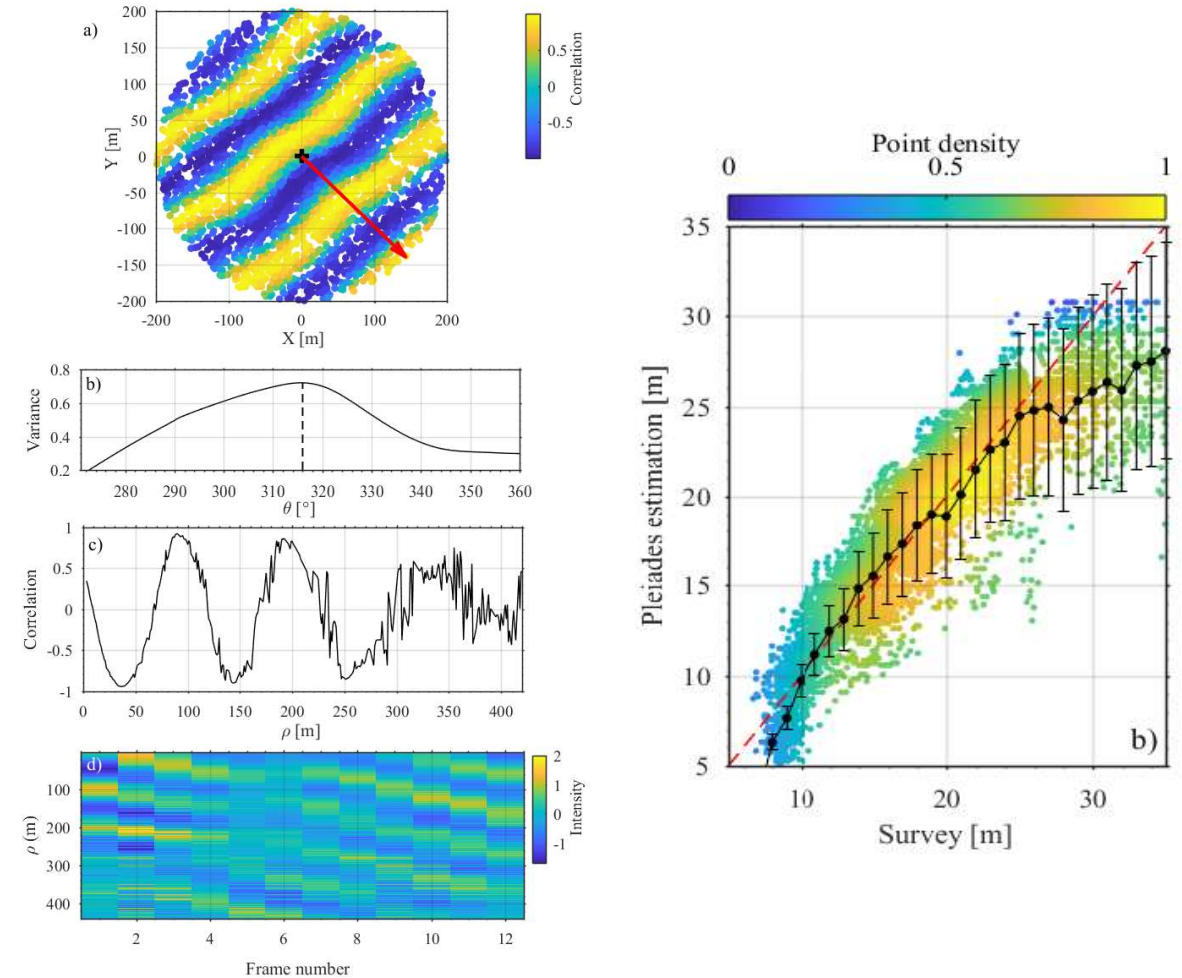 a)
200
150
100
50
0
-50
-100
-150
-200
Y [m]
-200 -100 0 100 200
X [m]
0.5
0
-0.5
Correlation
b)
0.8
0.6
0.4
0.2
Variance
280 290 300 310 320 330 340 350 360
θ [°]
c)
1
0.5
0
-0.5
-1
Correlation
0 50 100 150 200 250 300 350 400
ρ [m]
d)
100
200
300
400
ρ (m)
2
1
0
-1
Intensity
2 4 6 8 10 12
Frame number
Point density
0 0.5 1
35
30
25
20
15
10
5
Pleiades estimation [m]
b)
10 20 30
Survey [m]